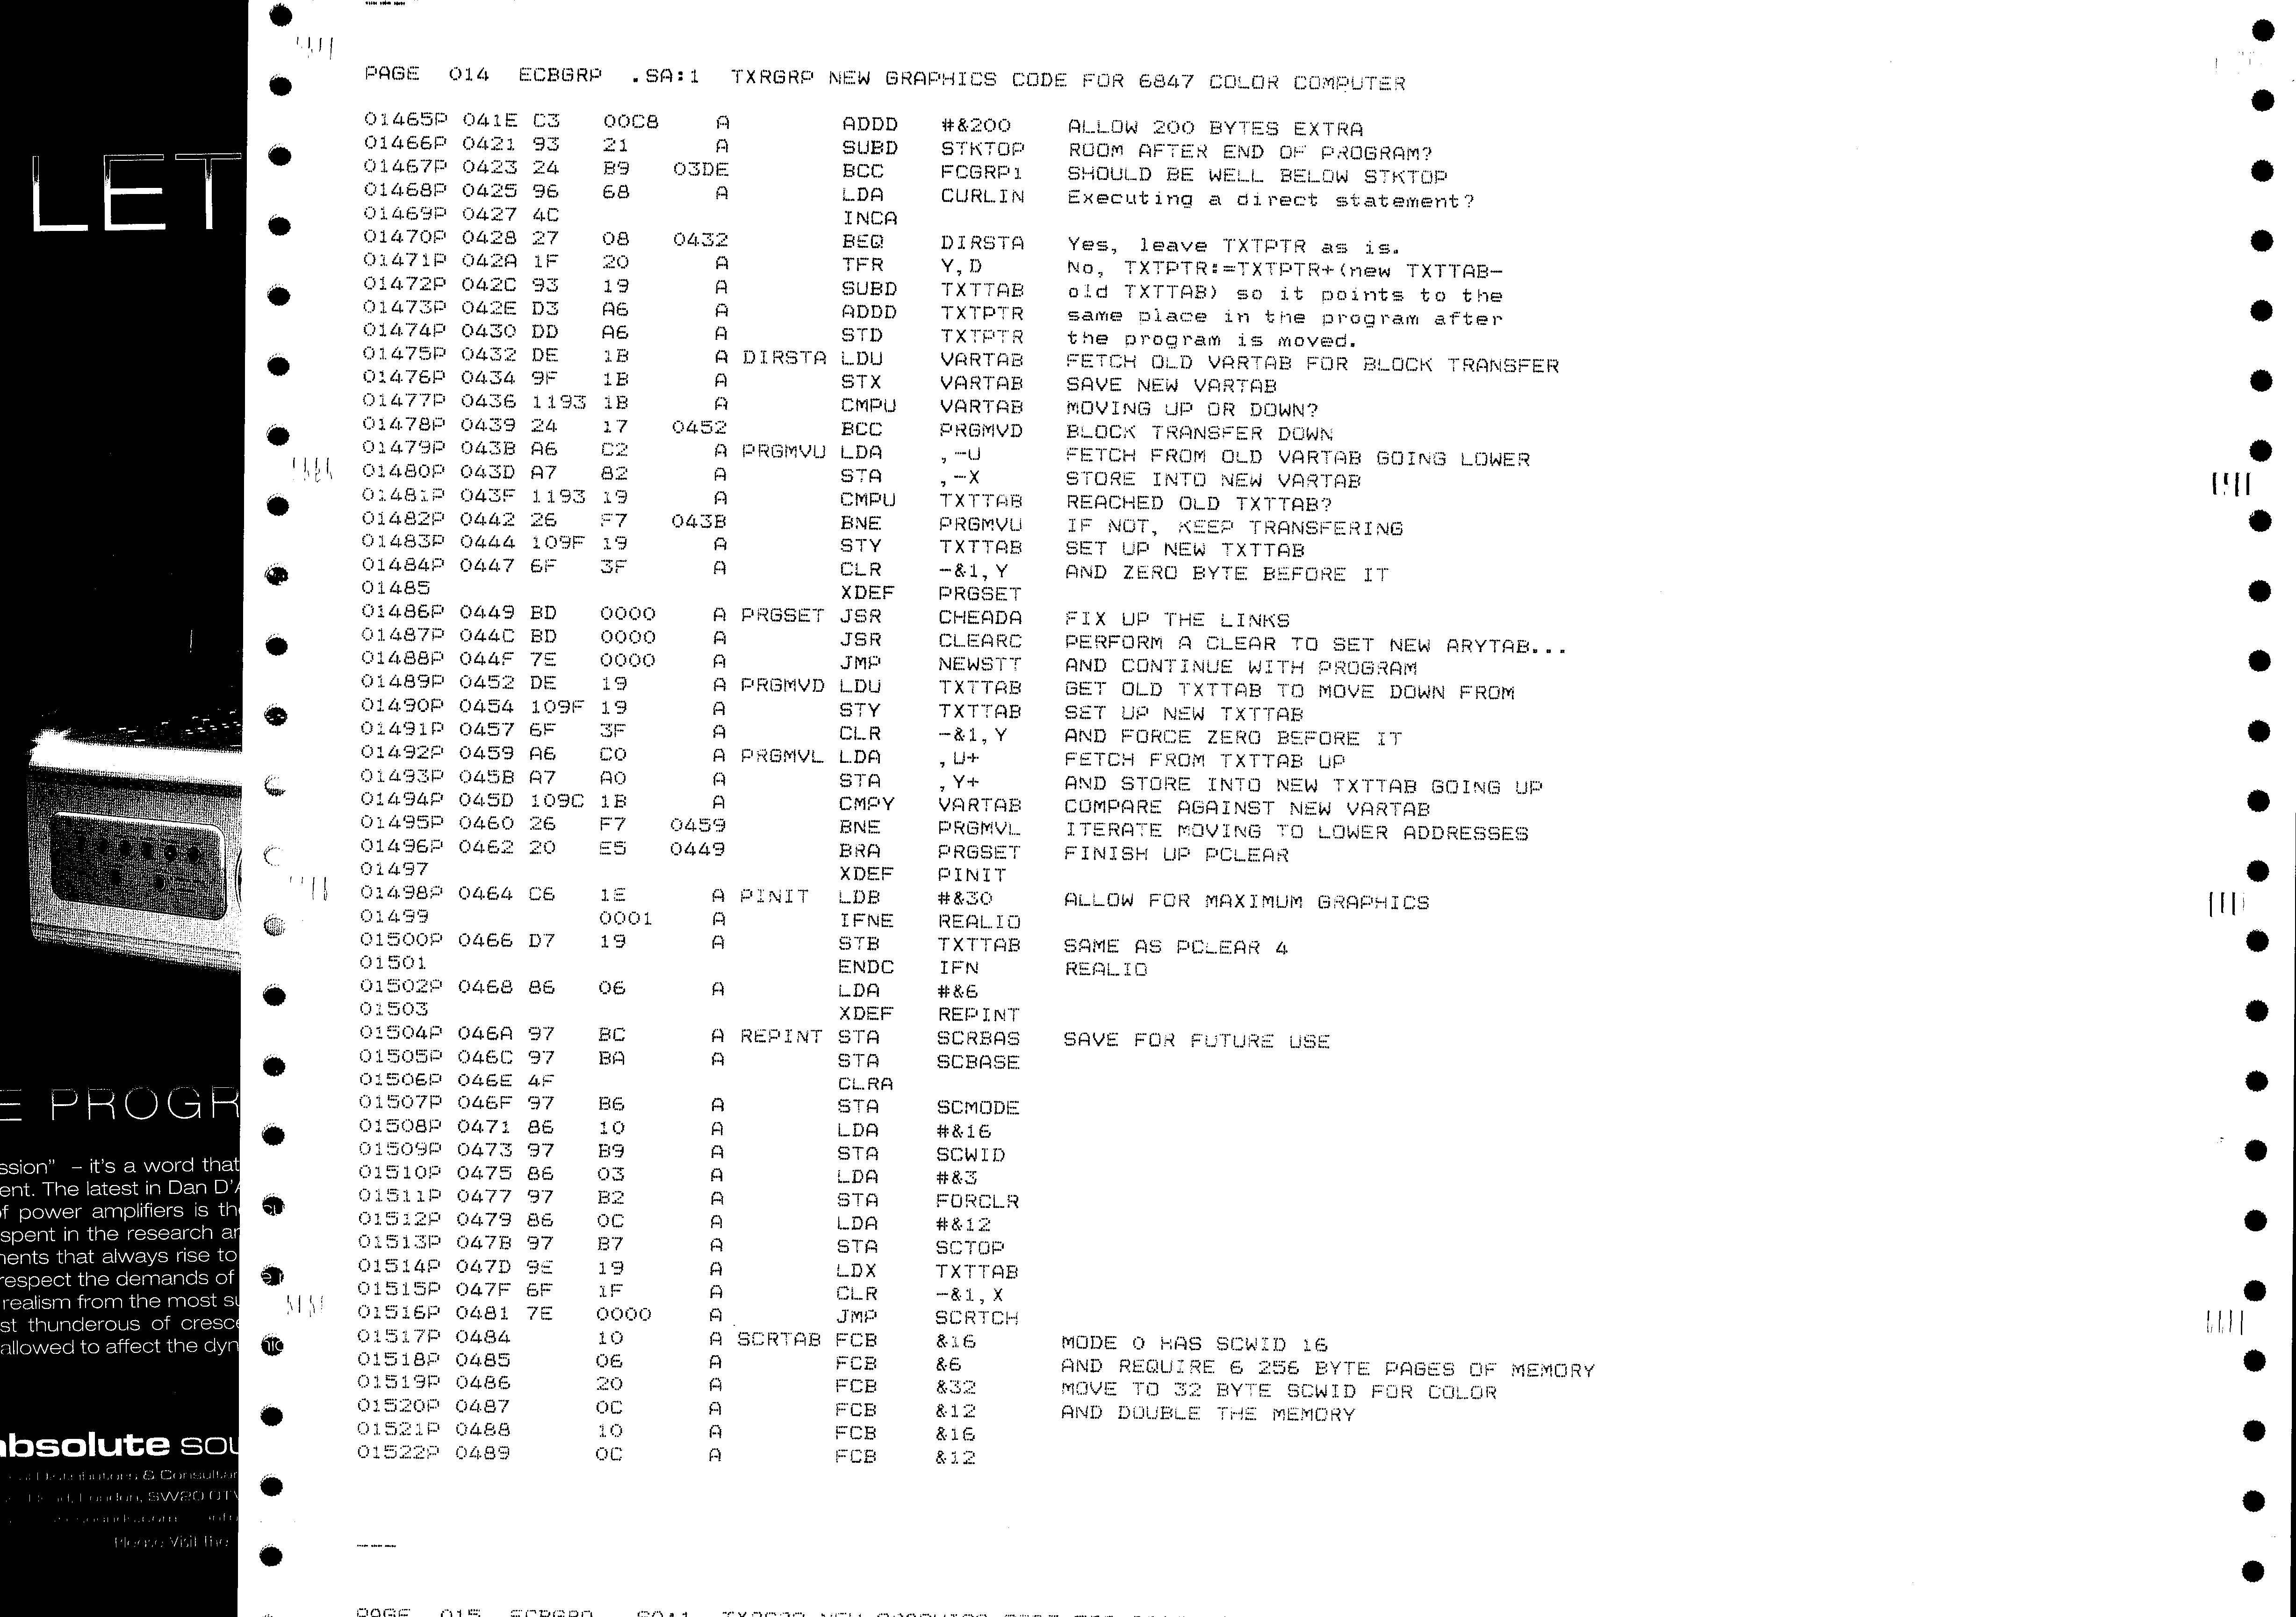 LET
E PROGR
ssion" – it's a word that
ent. The latest in Dan D'A
of power amplifiers is th
spent in the research ar
nents that always rise to
respect the demands of
realism from the most su
st thunderous of cresce
allowed to affect the dyn
absolute sou
Distributors & Consultan
Road, London, SW20 0TW
Please Visit the
PAGE 014 ECBGRP .SA:1 TXRGRP NEW GRAPHICS CODE FOR 6847 COLOR COMPUTER
01465P 041E C3 00C8 A ADDD #&200 ALLOW 200 BYTES EXTRA
01466P 0421 93 21 A SUBD STKTOP ROOM AFTER END OF PROGRAM?
01467P 0423 24 B9 03DE BCC FCGRP1 SHOULD BE WELL BELOW STKTOP
01468P 0425 96 68 A LDA CURLIN Executing a direct statement?
01469P 0427 4C INCA
01470P 0428 27 08 0432 BEQ DIRSTA Yes, leave TXTPTR as is.
01471P 042A 1F 20 A TFR Y,D No, TXTPTR:=TXTPTR+(new TXTTAB-
01472P 042C 93 19 A SUBD TXTTAB old TXTTAB) so it points to the
01473P 042E D3 A6 A ADDD TXTPTR same place in the program after
01474P 0430 DD A6 A STD TXTPTR the program is moved.
01475P 0432 DE 1B A DIRSTA LDU VARTAB FETCH OLD VARTAB FOR BLOCK TRANSFER
01476P 0434 9F 1B A STX VARTAB SAVE NEW VARTAB
01477P 0436 1193 1B A CMPU VARTAB MOVING UP OR DOWN?
01478P 0439 24 17 0452 BCC PRGMVD BLOCK TRANSFER DOWN
01479P 043B A6 C2 A PRGMVU LDA ,-U FETCH FROM OLD VARTAB GOING LOWER
01480P 043D A7 82 A STA ,-X STORE INTO NEW VARTAB
01481P 043F 1193 19 A CMPU TXTTAB REACHED OLD TXTTAB?
01482P 0442 26 F7 043B BNE PRGMVU IF NOT, KEEP TRANSFERING
01483P 0444 109F 19 A STY TXTTAB SET UP NEW TXTTAB
01484P 0447 6F 3F A CLR -&1,Y AND ZERO BYTE BEFORE IT
01485 XDEF PRGSET
01486P 0449 BD 0000 A PRGSET JSR CHEADA FIX UP THE LINKS
01487P 044C BD 0000 A JSR CLEARC PERFORM A CLEAR TO SET NEW ARYTAB...
01488P 044F 7E 0000 A JMP NEWSTT AND CONTINUE WITH PROGRAM
01489P 0452 DE 19 A PRGMVD LDU TXTTAB GET OLD TXTTAB TO MOVE DOWN FROM
01490P 0454 109F 19 A STY TXTTAB SET UP NEW TXTTAB
01491P 0457 6F 3F A CLR -&1,Y AND FORCE ZERO BEFORE IT
01492P 0459 A6 C0 A PRGMVL LDA ,U+ FETCH FROM TXTTAB UP
01493P 045B A7 A0 A STA ,Y+ AND STORE INTO NEW TXTTAB GOING UP
01494P 045D 109C 1B A CMPY VARTAB COMPARE AGAINST NEW VARTAB
01495P 0460 26 F7 0459 BNE PRGMVL ITERATE MOVING TO LOWER ADDRESSES
01496P 0462 20 E5 0449 BRA PRGSET FINISH UP PCLEAR
01497 XDEF PINIT
01498P 0464 C6 1E A PINIT LDB #&30 ALLOW FOR MAXIMUM GRAPHICS
01499 0001 A IFNE REALIO
01500P 0466 D7 19 A STB TXTTAB SAME AS PCLEAR 4
01501 ENDC IFN REALIO
01502P 0468 86 06 A LDA #&6
01503 XDEF REPINT
01504P 046A 97 BC A REPINT STA SCRBAS SAVE FOR FUTURE USE
01505P 046C 97 BA A STA SCBASE
01506P 046E 4F CLRA
01507P 046F 97 B6 A STA SCMODE
01508P 0471 86 10 A LDA #&16
01509P 0473 97 B9 A STA SCWID
01510P 0475 86 03 A LDA #&3
01511P 0477 97 B2 A STA FORCLR
01512P 0479 86 0C A LDA #&12
01513P 047B 97 B7 A STA SCTOP
01514P 047D 9E 19 A LDX TXTTAB
01515P 047F 6F 1F A CLR -&1,X
01516P 0481 7E 0000 A JMP SCRTCH
01517P 0484 10 A SCRTAB FCB &16 MODE 0 HAS SCWID 16
01518P 0485 06 A FCB &6 AND REQUIRE 6 256 BYTE PAGES OF MEMORY
01519P 0486 20 A FCB &32 MOVE TO 32 BYTE SCWID FOR COLOR
01520P 0487 0C A FCB &12 AND DOUBLE THE MEMORY
01521P 0488 10 A FCB &16
01522P 0489 0C A FCB &12
PAGE 015 ECBGRP .SA:1